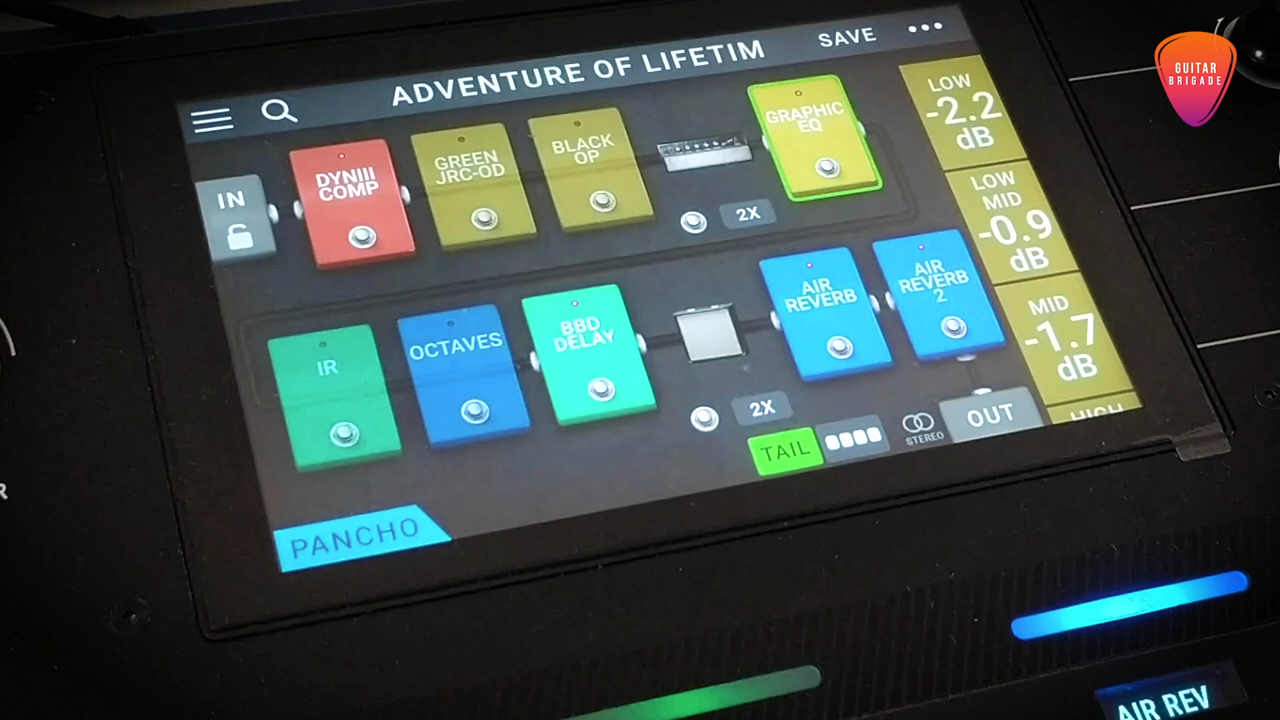 ADVENTURE OF LIFETIM
SAVE
GUITAR
BRIGADE
IN
DYNIII
COMP
GREEN
JRC-OD
BLACK
OP
2X
GRAPHIC
EQ
LOW
-2.2
dB
LOW
MID
-0.9
dB
MID
-1.7
dB
HIGH
IR
OCTAVES
BBD
DELAY
2X
AIR
REVERB
AIR
REVERB
2
TAIL
STEREO
OUT
PANCHO
R
AIR REV